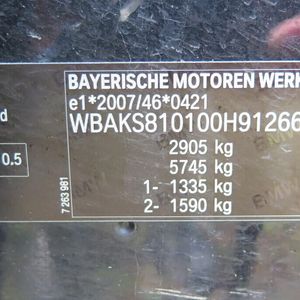 BAYERISCHE MOTOREN WERK
e1*2007/46*0421
WBAKS810100H91266
2905 kg
5745 kg
1- 1335 kg
2- 1590 kg
d
0.5
7 263 981